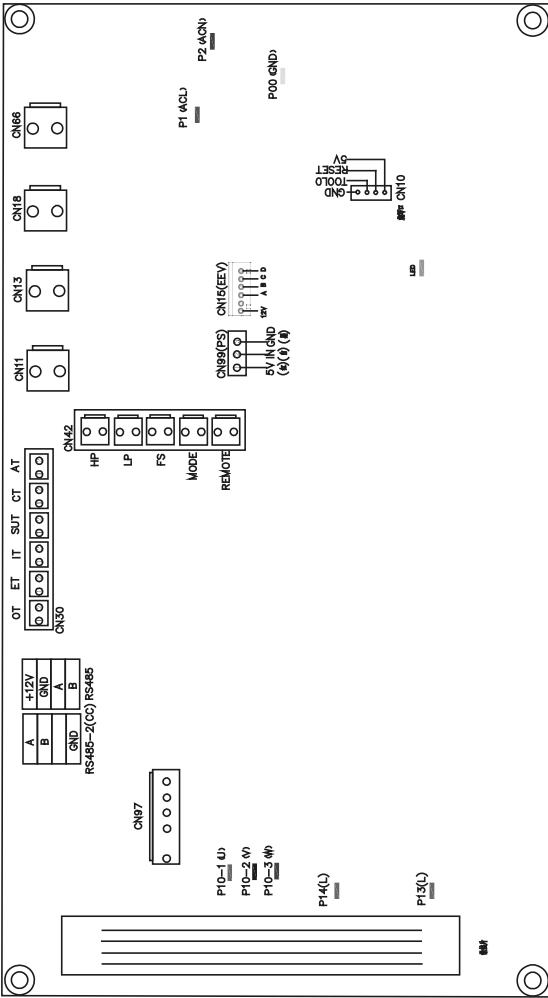 P2 (ACN)
P1 (ACL)
P00 (GND)
CN66
CN18
CN13
CN11
5V
RESET
TOOL0
GND
CN10
LED
CN15(EEV)
12V
A
B
C
D
CN99(PS)
5V IN GND
CN42
HP
LP
FS
MODE
REMOTE
OT
ET
IT
SUT
CT
AT
CN30
+12V
GND
A
B
RS485
A
B
GND
RS485-2(CC)
CN97
P10-1 (U)
P10-2 (V)
P10-3 (W)
P14(L)
P13(L)